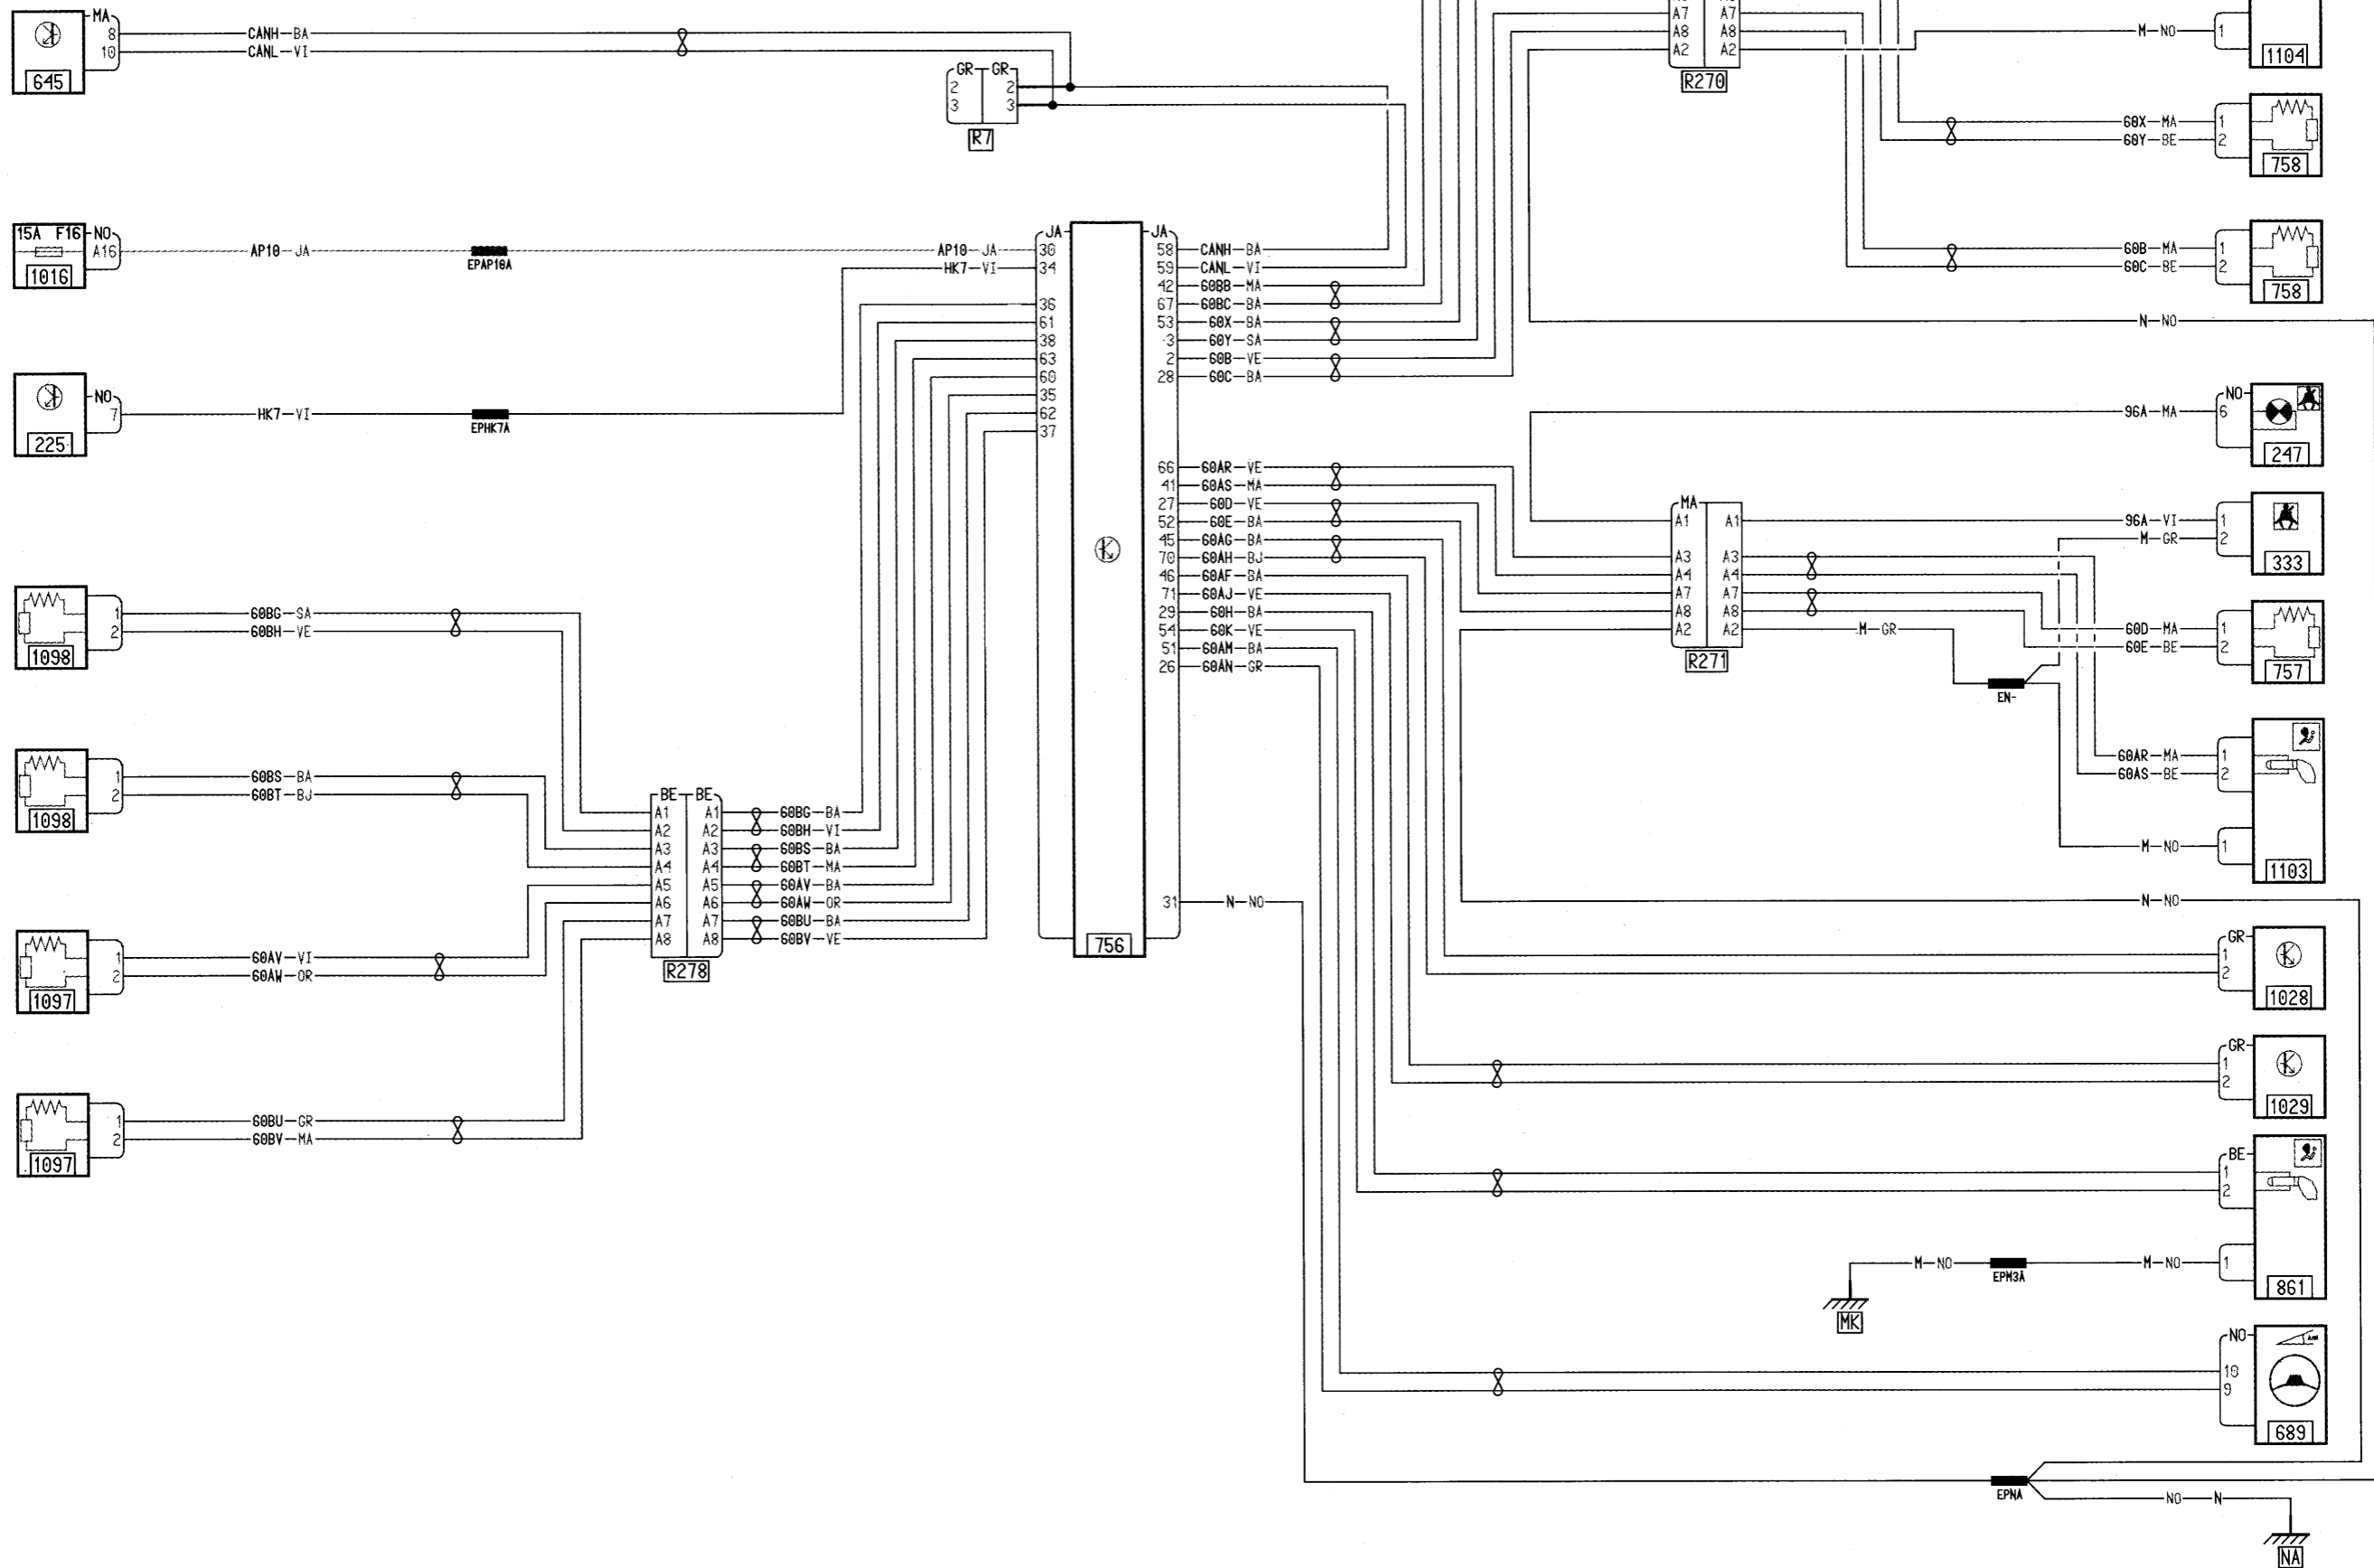 MA
8 CANH BA
10 CANL VI
645
GR GR
2 2
3 3
R7
A7 A7
A8 A8
A2 A2
R270
M NO 1
1104
60X MA 1
60Y BE 2
758
60B MA 1
60C BE 2
758
N NO
15A F16 NO
A16 AP10 JA
EPAP10A
AP10 JA
1016
NO
7 HK7 VI
EPHK7A
HK7 VI
225
JA JA
30
34
36
61
38
63
60
35
62
37
58 CANH BA
59 CANL VI
42 60BB MA
67 60BC BA
53 60X BA
3 60Y SA
2 60B VE
28 60C BA
66 60AR VE
41 60AS MA
27 60D VE
52 60E BA
45 60AG BA
70 60AH BJ
46 60AF BA
71 60AJ VE
29 60H BA
54 60K VE
51 60AM BA
26 60AN GR
31 N NO
756
96A MA NO
6
247
MA
A1 A1
A3 A3
A4 A4
A7 A7
A8 A8
A2 A2
R271
96A VI 1
M GR 2
333
M GR
EN-
60D MA 1
60E BE 2
757
60AR MA 1
60AS BE 2
M NO 1
1103
N NO
1 60BG SA
2 60BH VE
1098
1 60BS BA
2 60BT BJ
1098
BE BE
A1 A1 60BG BA
A2 A2 60BH VI
A3 A3 60BS BA
A4 A4 60BT MA
A5 A5 60AV BA
A6 A6 60AW OR
A7 A7 60BU BA
A8 A8 60BV VE
R278
1 60AV VI
2 60AW OR
1097
1 60BU GR
2 60BV MA
1097
GR
1
2
1028
GR
1
2
1029
BE
1
2
M NO EPM3A M NO 1
861
MK
NO
10
9
689
EPNA
NO N
NA